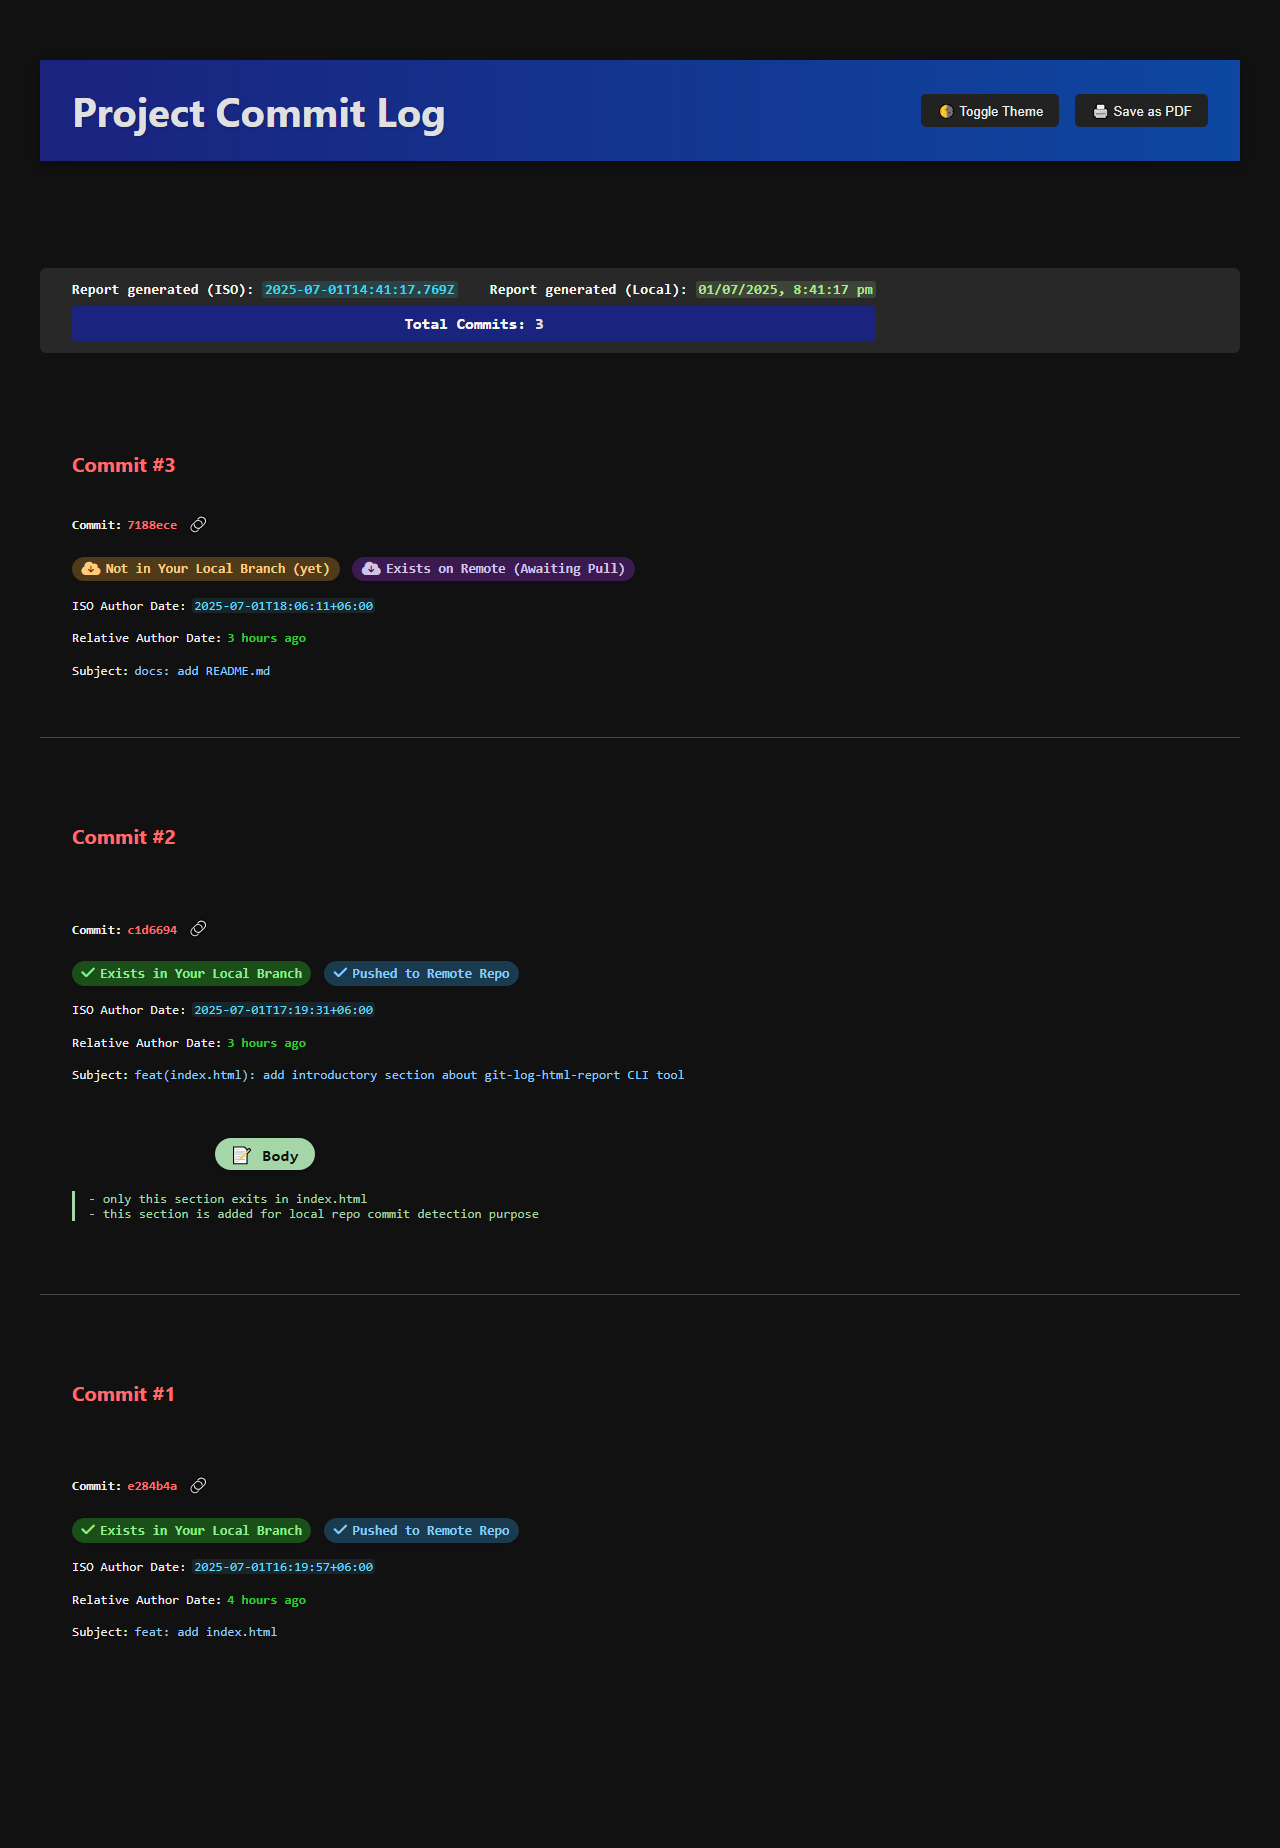 Project Commit Log
Toggle Theme
Save as PDF
Report generated (ISO): 2025-07-01T14:41:17.769Z Report generated (Local): 01/07/2025, 8:41:17 pm
Total Commits: 3
Commit #3
Commit: 7188ece
Not in Your Local Branch (yet) Exists on Remote (Awaiting Pull)
ISO Author Date: 2025-07-01T18:06:11+06:00
Relative Author Date: 3 hours ago
Subject: docs: add README.md
Commit #2
Commit: c1d6694
Exists in Your Local Branch Pushed to Remote Repo
ISO Author Date: 2025-07-01T17:19:31+06:00
Relative Author Date: 3 hours ago
Subject: feat(index.html): add introductory section about git-log-html-report CLI tool
Body
- only this section exits in index.html
- this section is added for local repo commit detection purpose
Commit #1
Commit: e284b4a
Exists in Your Local Branch Pushed to Remote Repo
ISO Author Date: 2025-07-01T16:19:57+06:00
Relative Author Date: 4 hours ago
Subject: feat: add index.html